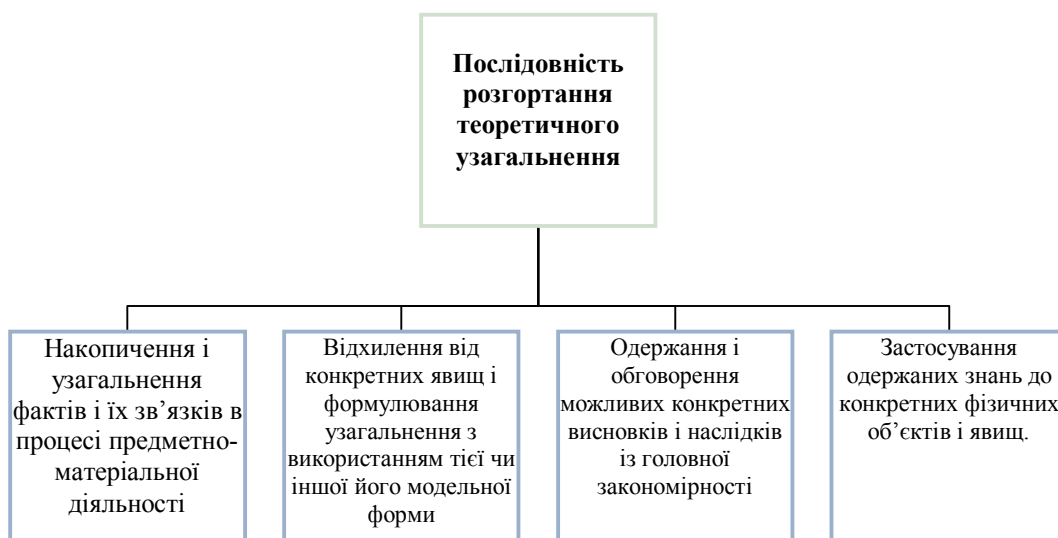 Послідовність
розгортання
теоретичного
узагальнення
Накопичення і
узагальнення
фактів і їх зв’язків в
процесі предметно-
матеріальної
діяльності
Відхилення від
конкретних явищ і
формулювання
узагальнення з
використанням тієї чи
іншої його модельної
форми
Одержання і
обговорення
можливих конкретних
висновків і наслідків
із головної
закономірності
Застосування
одержаних знань до
конкретних фізичних
об’єктів і явищ.